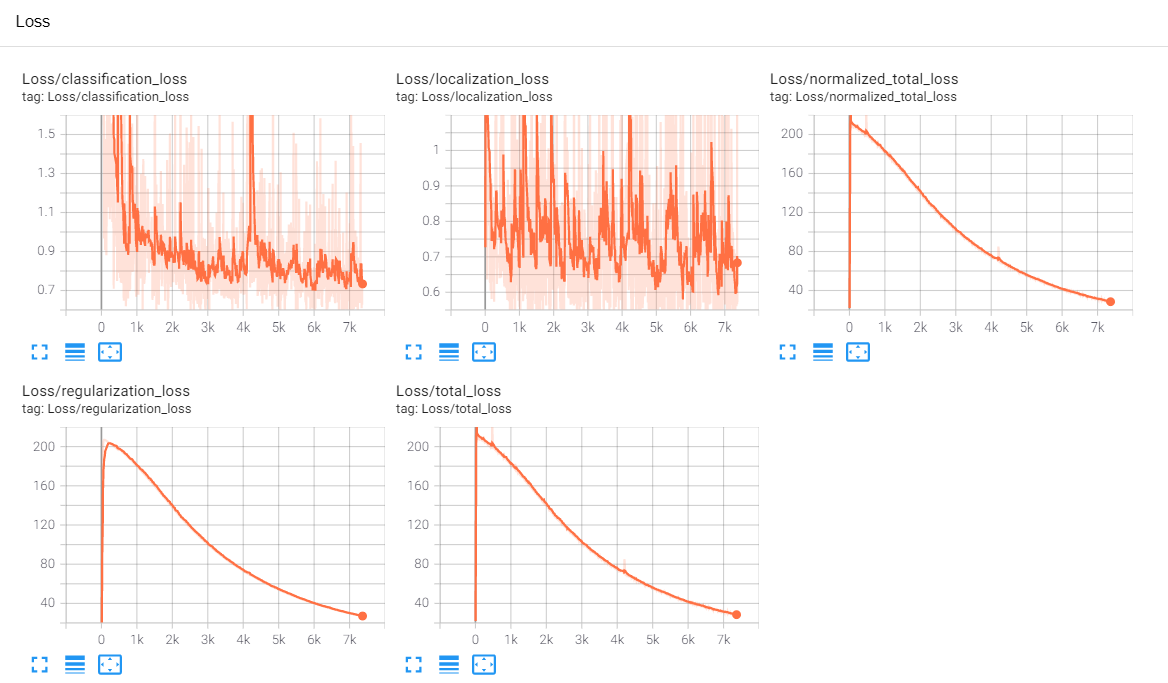 Loss
Loss/classification_loss
tag: Loss/classification_loss
1.5
1.3
1.1
0.9
0.7
0 1k 2k 3k 4k 5k 6k 7k
Loss/localization_loss
tag: Loss/localization_loss
1
0.9
0.8
0.7
0.6
0 1k 2k 3k 4k 5k 6k 7k
Loss/normalized_total_loss
tag: Loss/normalized_total_loss
200
160
120
80
40
0 1k 2k 3k 4k 5k 6k 7k
Loss/regularization_loss
tag: Loss/regularization_loss
200
160
120
80
40
0 1k 2k 3k 4k 5k 6k 7k
Loss/total_loss
tag: Loss/total_loss
200
160
120
80
40
0 1k 2k 3k 4k 5k 6k 7k